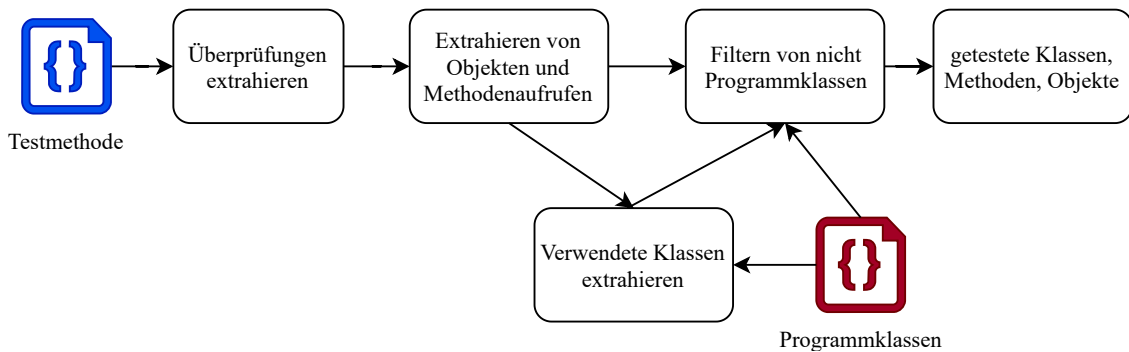 Testmethode
Überprüfungen
extrahieren
Extrahieren von
Objekten und
Methodenaufrufen
Filtern von nicht
Programmklassen
getestete Klassen,
Methoden, Objekte
Verwendete Klassen
extrahieren
Programmklassen